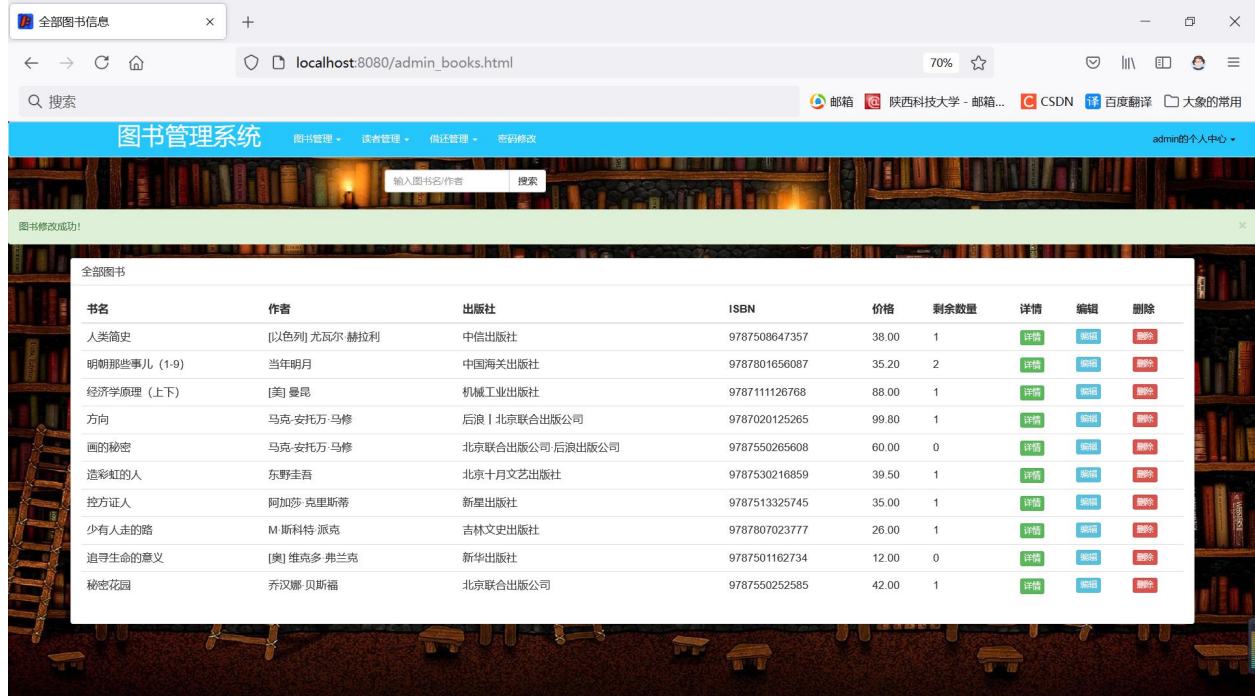 全部图书信息
localhost:8080/admin_books.html 70%
搜索 邮箱 陕西科技大学 - 邮箱... C CSDN 译 百度翻译 大象的常用
图书管理系统 图书管理 读者管理 借还管理 密码修改 admin的个人中心
输入图书名/作者 搜索
图书修改成功! ×
全部图书
书名 作者 出版社 ISBN 价格 剩余数量 详情 编辑 删除
人类简史 [以色列] 尤瓦尔·赫拉利 中信出版社 9787508647357 38.00 1 详情 编辑 删除
明朝那些事儿（1-9） 当年明月 中国海关出版社 9787801656087 35.20 2 详情 编辑 删除
经济学原理（上下） [美] 曼昆 机械工业出版社 9787111126768 88.00 1 详情 编辑 删除
方向 马克-安托万·马修 后浪丨北京联合出版公司 9787020125265 99.80 1 详情 编辑 删除
画的秘密 马克-安托万·马修 北京联合出版公司·后浪出版公司 9787550265608 60.00 0 详情 编辑 删除
造彩虹的人 东野圭吾 北京十月文艺出版社 9787530216859 39.50 1 详情 编辑 删除
控方证人 阿加莎·克里斯蒂 新星出版社 9787513325745 35.00 1 详情 编辑 删除
少有人走的路 M·斯科特·派克 吉林文史出版社 9787807023777 26.00 1 详情 编辑 删除
追寻生命的意义 [奥] 维克多·弗兰克 新华出版社 9787501162734 12.00 0 详情 编辑 删除
秘密花园 乔汉娜·贝斯福 北京联合出版公司 9787550252585 42.00 1 详情 编辑 删除